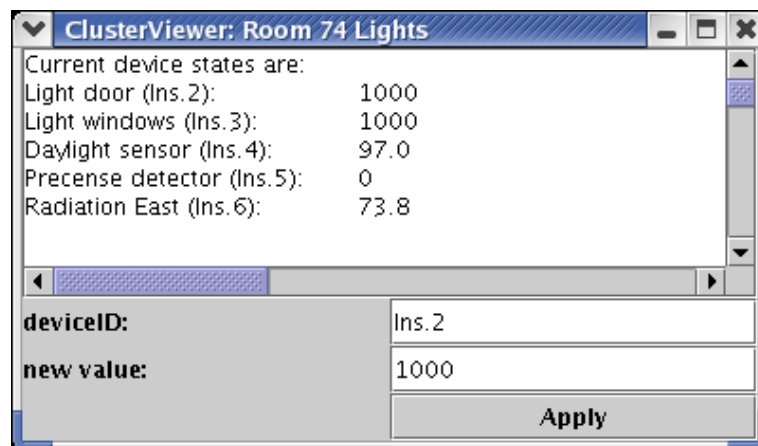 ClusterViewer: Room 74 Lights
Current device states are:
Light door (Ins.2): 1000
Light windows (Ins.3): 1000
Daylight sensor (Ins.4): 97.0
Precense detector (Ins.5): 0
Radiation East (Ins.6): 73.8
deviceID: Ins.2
new value: 1000
Apply